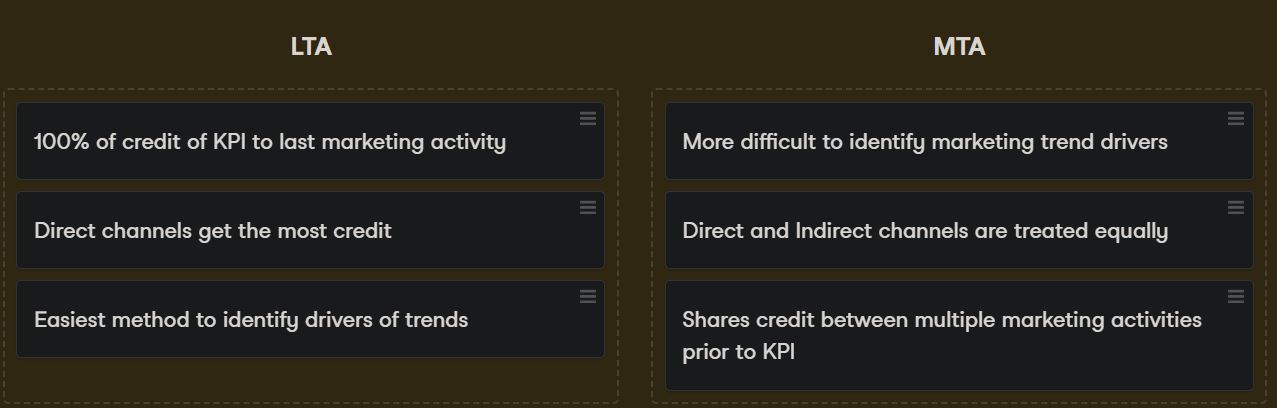 LTA
100% of credit of KPI to last marketing activity
Direct channels get the most credit
Easiest method to identify drivers of trends
MTA
More difficult to identify marketing trend drivers
Direct and Indirect channels are treated equally
Shares credit between multiple marketing activities
prior to KPI